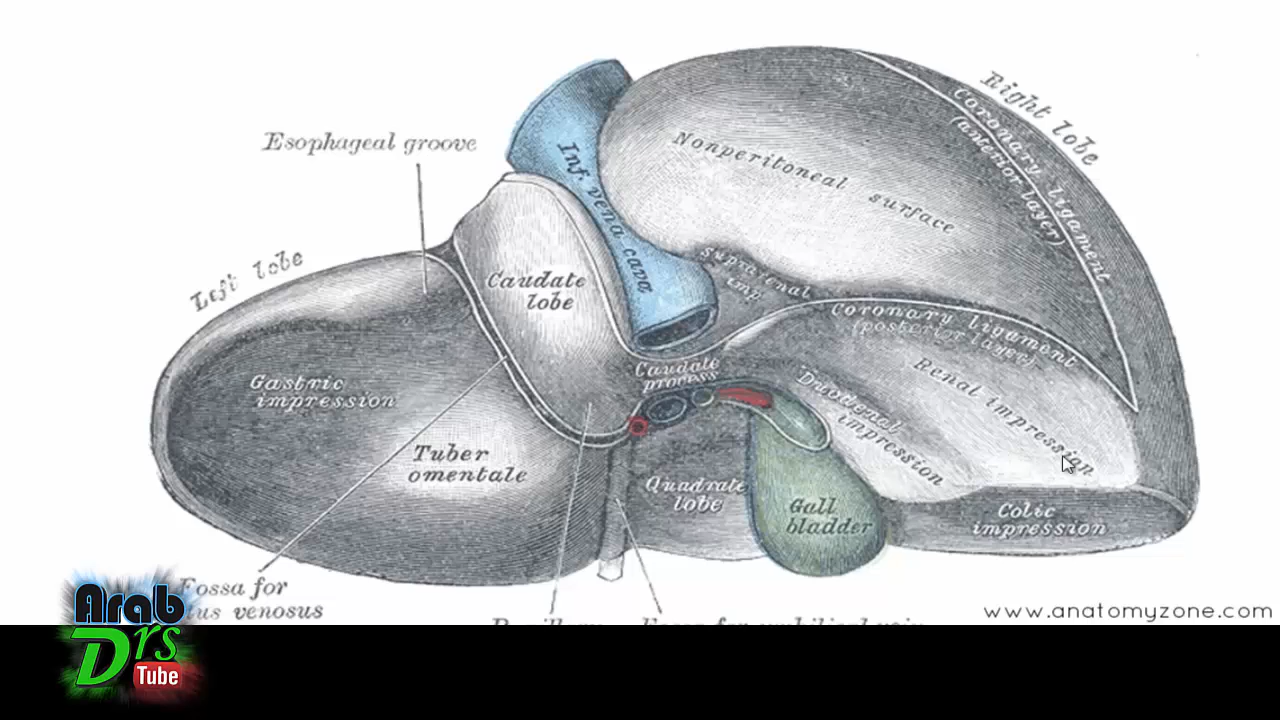 Right lobe
Coronary ligament
(anterior layer)
Esophageal groove
Inf. vena cava
Nonperitoneal surface
Left lobe
Caudate
lobe
Suprarenal
imp
Coronary ligament
(posterior layer)
Caudate
process
Renal impression
Gastric
impression
Duodenal
impression
Tuber
omentale
Quadrate
lobe
Gall
bladder
Colic
impression
Fossa for
venosus
www.anatomyzone.com
Arab
Drs
Tube